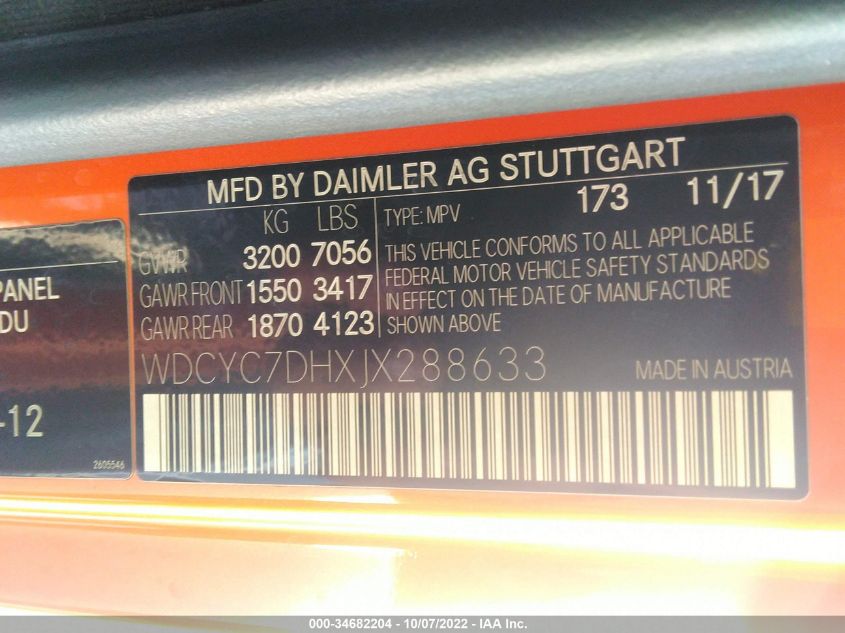 MFD BY DAIMLER AG STUTTGART
KG LBS
GVWR 3200 7056
GAWR FRONT 1550 3417
GAWR REAR 1870 4123
TYPE: MPV 173 11/17
THIS VEHICLE CONFORMS TO ALL APPLICABLE
FEDERAL MOTOR VEHICLE SAFETY STANDARDS
IN EFFECT ON THE DATE OF MANUFACTURE
SHOWN ABOVE
WDCYC7DHXJX288633 MADE IN AUSTRIA
PANEL
DU
-12
2605546
000-34682204 - 10/07/2022 - IAA Inc.